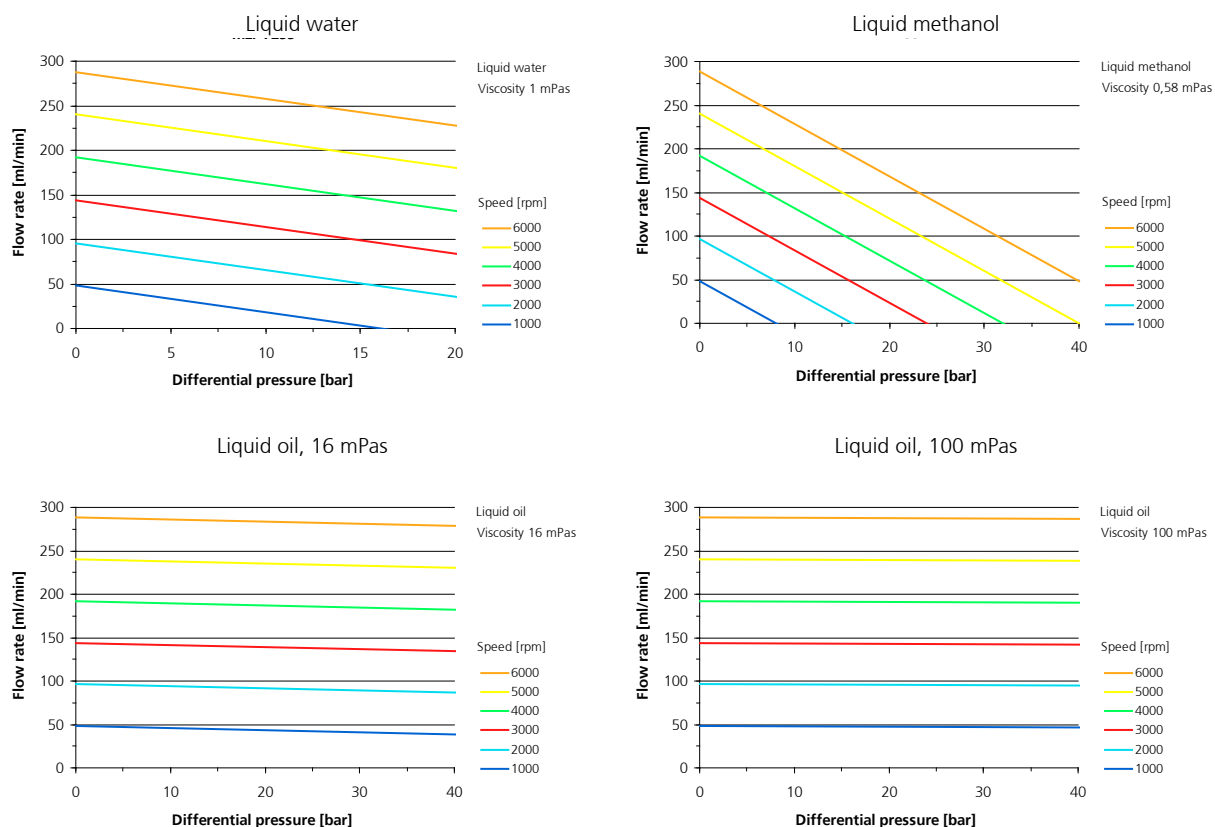 Liquid water
300
250
200
150
100
50
0
Flow rate [ml/min]
0 5 10 15 20
Differential pressure [bar]
Liquid water
Viscosity 1 mPas
Speed [rpm]
6000
5000
4000
3000
2000
1000
Liquid methanol
300
250
200
150
100
50
0
Flow rate [ml/min]
0 10 20 30 40
Differential pressure [bar]
Liquid methanol
Viscosity 0,58 mPas
Speed [rpm]
6000
5000
4000
3000
2000
1000
Liquid oil, 16 mPas
300
250
200
150
100
50
0
Flow rate [ml/min]
0 10 20 30 40
Differential pressure [bar]
Liquid oil
Viscosity 16 mPas
Speed [rpm]
6000
5000
4000
3000
2000
1000
Liquid oil, 100 mPas
300
250
200
150
100
50
0
Flow rate [ml/min]
0 10 20 30 40
Differential pressure [bar]
Liquid oil
Viscosity 100 mPas
Speed [rpm]
6000
5000
4000
3000
2000
1000